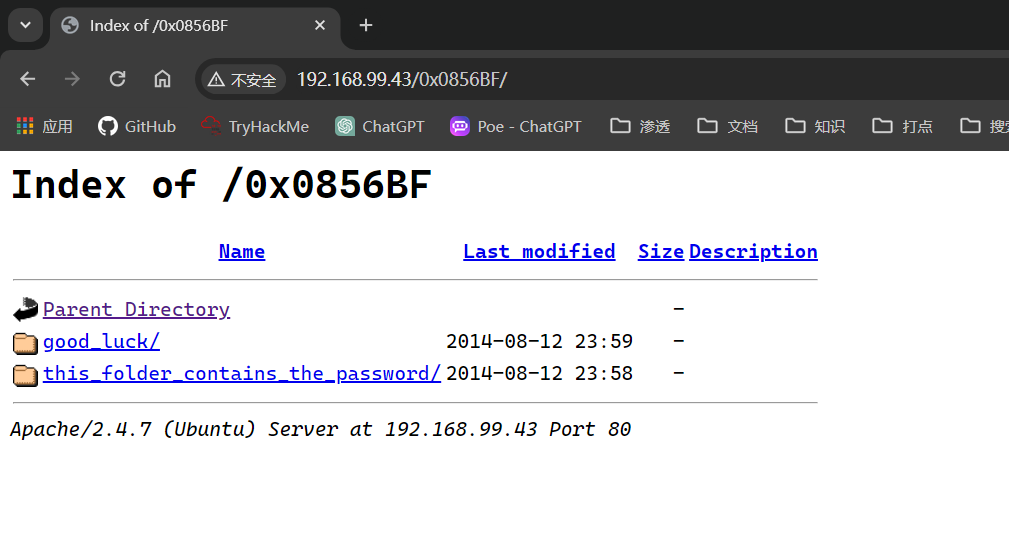 Index of /0x0856BF
不安全 192.168.99.43/0x0856BF/
应用 GitHub TryHackMe ChatGPT Poe - ChatGPT 渗透 文档 知识 打点
Index of /0x0856BF
Name Last modified Size Description
Parent Directory -
good_luck/ 2014-08-12 23:59 -
this_folder_contains_the_password/ 2014-08-12 23:58 -
Apache/2.4.7 (Ubuntu) Server at 192.168.99.43 Port 80